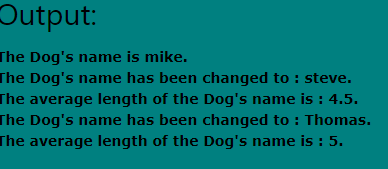 Output:
The Dog's name is mike.
The Dog's name has been changed to : steve.
The average length of the Dog's name is : 4.5.
The Dog's name has been changed to : Thomas.
The average length of the Dog's name is : 5.